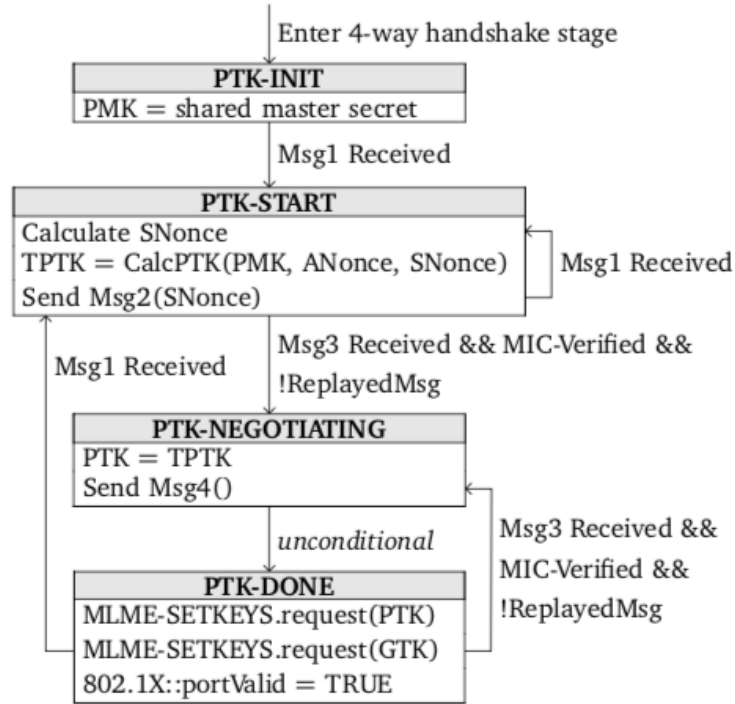 Enter 4-way handshake stage
PTK-INIT
PMK = shared master secret
Msg1 Received
PTK-START
Calculate SNonce
TPTK = CalcPTK(PMK, ANonce, SNonce)
Send Msg2(SNonce)
Msg1 Received
Msg1 Received
Msg3 Received && MIC-Verified &&
!ReplayedMsg
PTK-NEGOTIATING
PTK = TPTK
Send Msg4()
unconditional
Msg3 Received &&
MIC-Verified &&
!ReplayedMsg
PTK-DONE
MLME-SETKEYS.request(PTK)
MLME-SETKEYS.request(GTK)
802.1X::portValid = TRUE